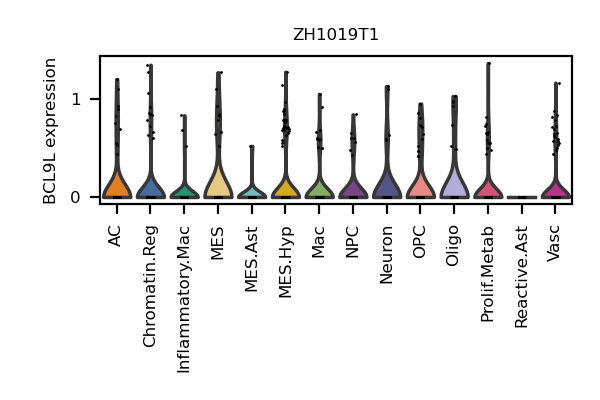 ZH1019T1
BCL9L expression
1
0
AC
Chromatin.Reg
Inflammatory.Mac
MES
MES.Ast
MES.Hyp
Mac
NPC
Neuron
OPC
Oligo
Prolif.Metab
Reactive.Ast
Vasc